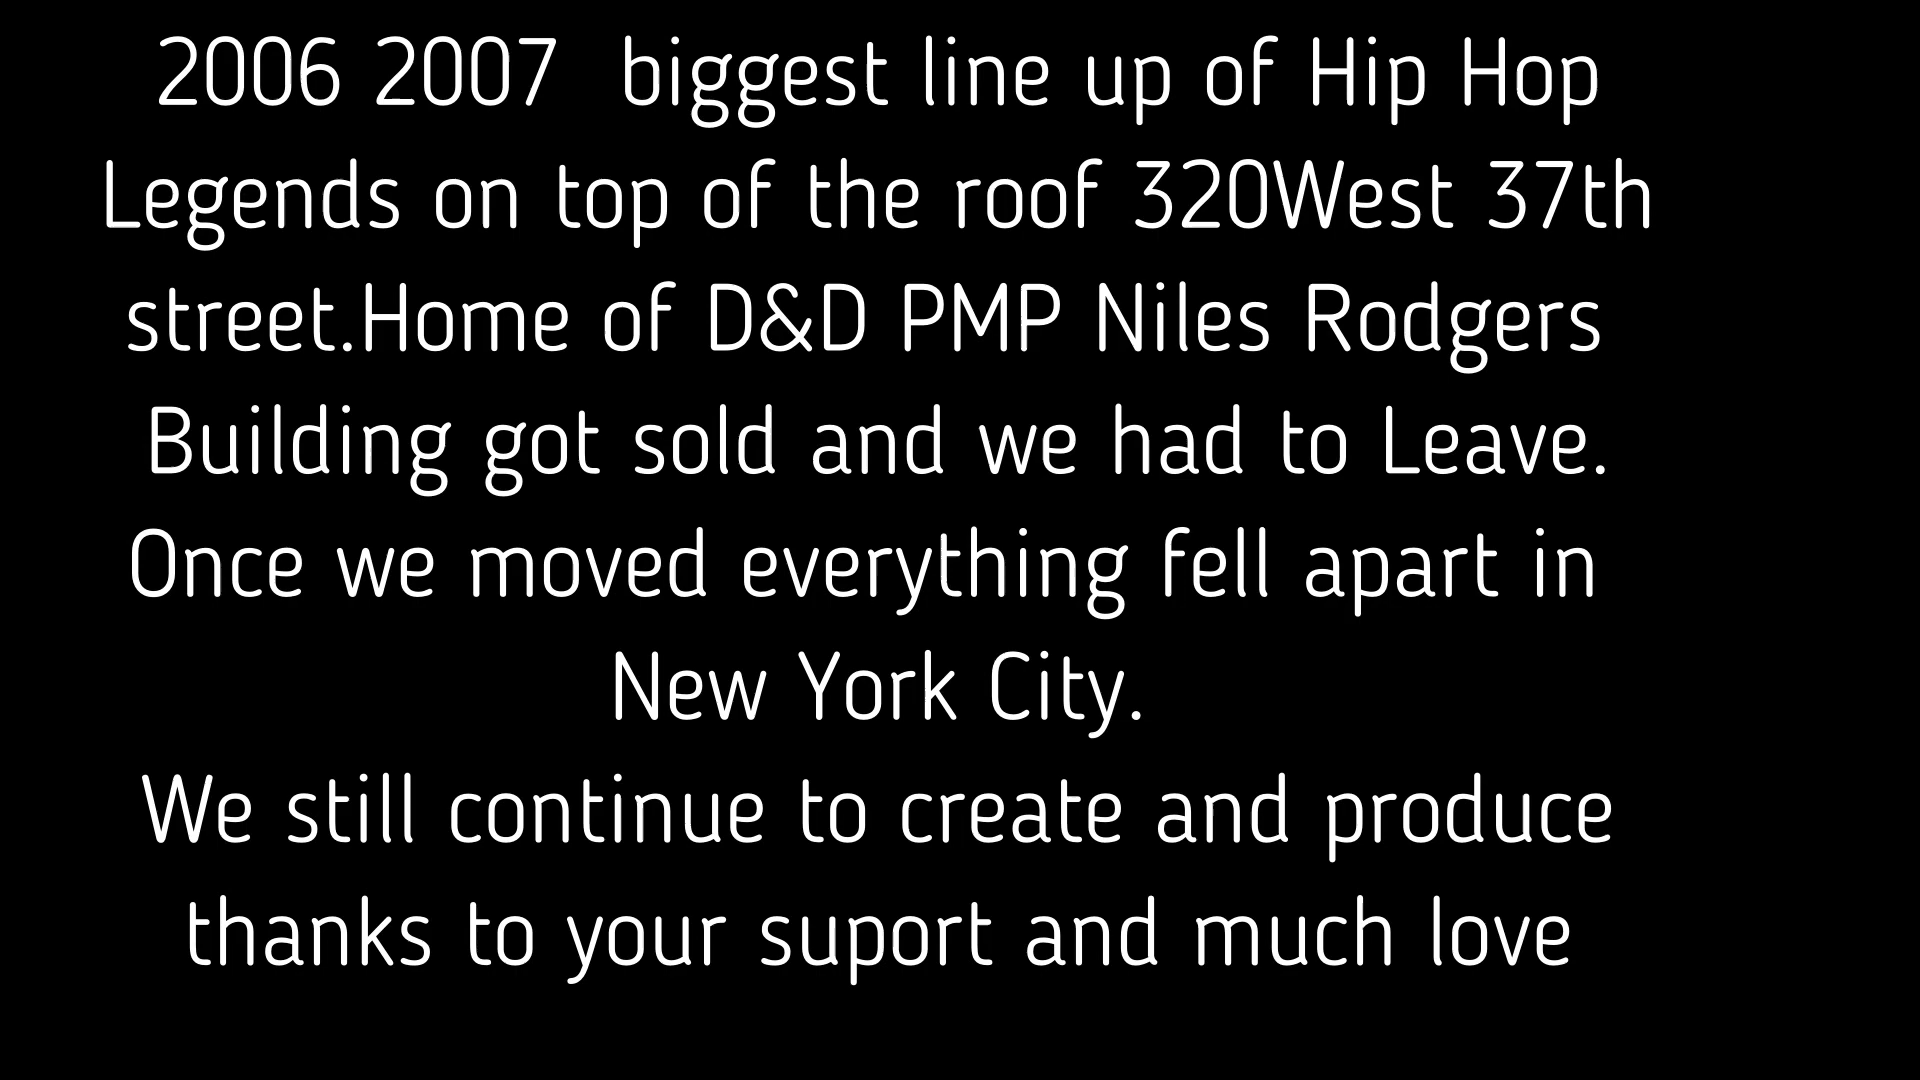 2006 2007  biggest line up of Hip Hop
Legends on top of the roof 320West 37th
street.Home of D&D PMP Niles Rodgers
Building got sold and we had to Leave.
Once we moved everything fell apart in
New York City.
We still continue to create and produce
thanks to your suport and much love